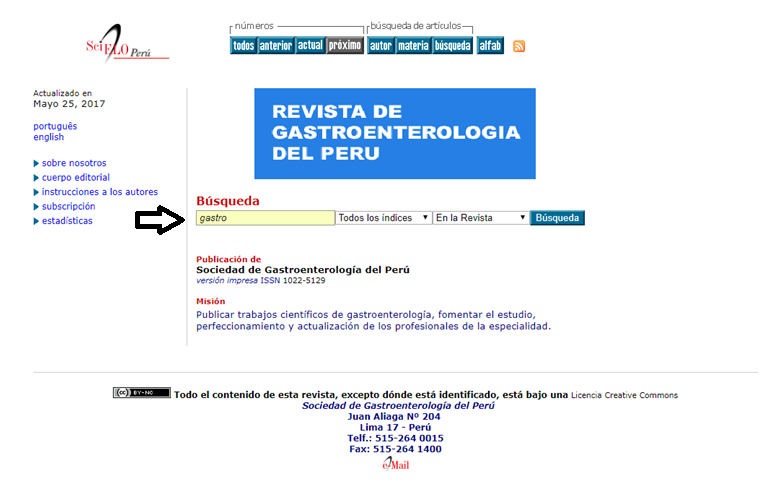 SciELO Perú
números
búsqueda de artículos
todos anterior actual próximo autor materia búsqueda alfab
Actualizado en
Mayo 25, 2017
português
english
sobre nosotros
cuerpo editorial
instrucciones a los autores
subscripción
estadísticas
REVISTA DE
GASTROENTEROLOGIA
DEL PERU
Búsqueda
gastro Todos los índices En la Revista Búsqueda
Publicación de
Sociedad de Gastroenterología del Perú
versión impresa ISSN 1022-5129
Misión
Publicar trabajos científicos de gastroenterología, fomentar el estudio,
perfeccionamiento y actualización de los profesionales de la especialidad.
(cc) BY-NC Todo el contenido de esta revista, excepto dónde está identificado, está bajo una Licencia Creative Commons
Sociedad de Gastroenterología del Perú
Juan Aliaga Nº 204
Lima 17 - Perú
Telf.: 515-264 0015
Fax: 515-264 1400
e-Mail